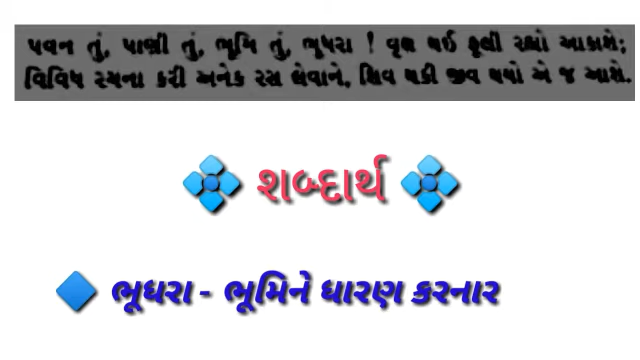 પવન તું, પાણી તું, ભૂમિ તું, ભૂધરા ! વૃક્ષ થઈ ફૂલી રહ્યો આકાશે;
વિવિધ રચના કરી અનેક રસ લેવાને, શિવ થકી જીવ થયો એ જ આશે.
શબ્દાર્થ
ભૂધરા - ભૂમિને ધારણ કરનાર